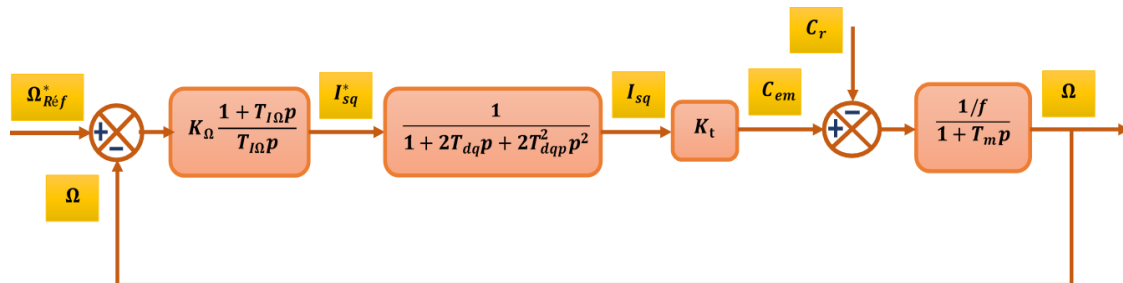 C_r
Ω*_Réf
I*_sq
I_sq
C_em
Ω
+
−
K_Ω (1 + T_IΩ p) / (T_IΩ p)
1 / (1 + 2T_dq p + 2T²_dqp p²)
K_t
+
−
1/f / (1 + T_m p)
Ω